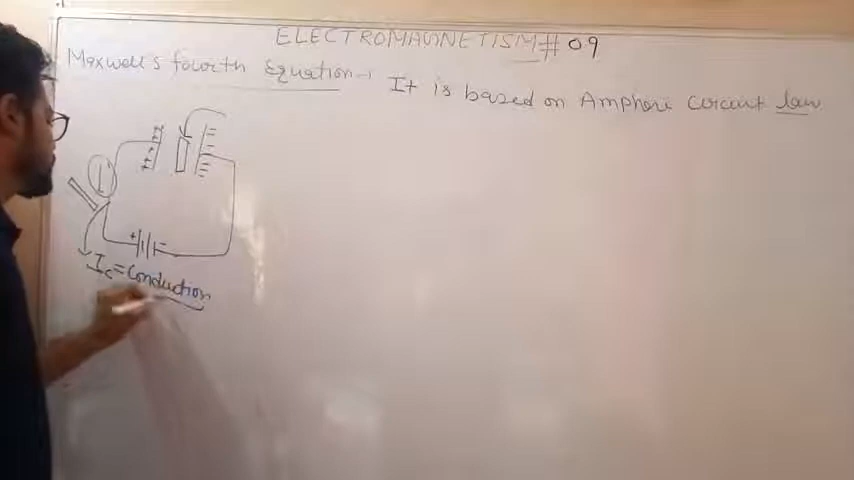 ELECTROMAGNETISM # 09
Maxwell's fourth Equation → It is based on Amphere circuit law
+ -
Ic = Conduction